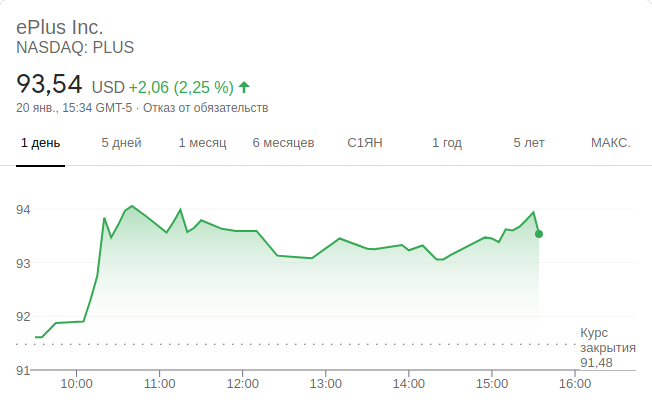 ePlus Inc.
NASDAQ: PLUS
93,54 USD +2,06 (2,25 %)
20 янв., 15:34 GMT-5 · Отказ от обязательств
1 день 5 дней 1 месяц 6 месяцев С1ЯН 1 год 5 лет МАКС.
94
93
92
91
Курс
закрытия
91,48
10:00 11:00 12:00 13:00 14:00 15:00 16:00